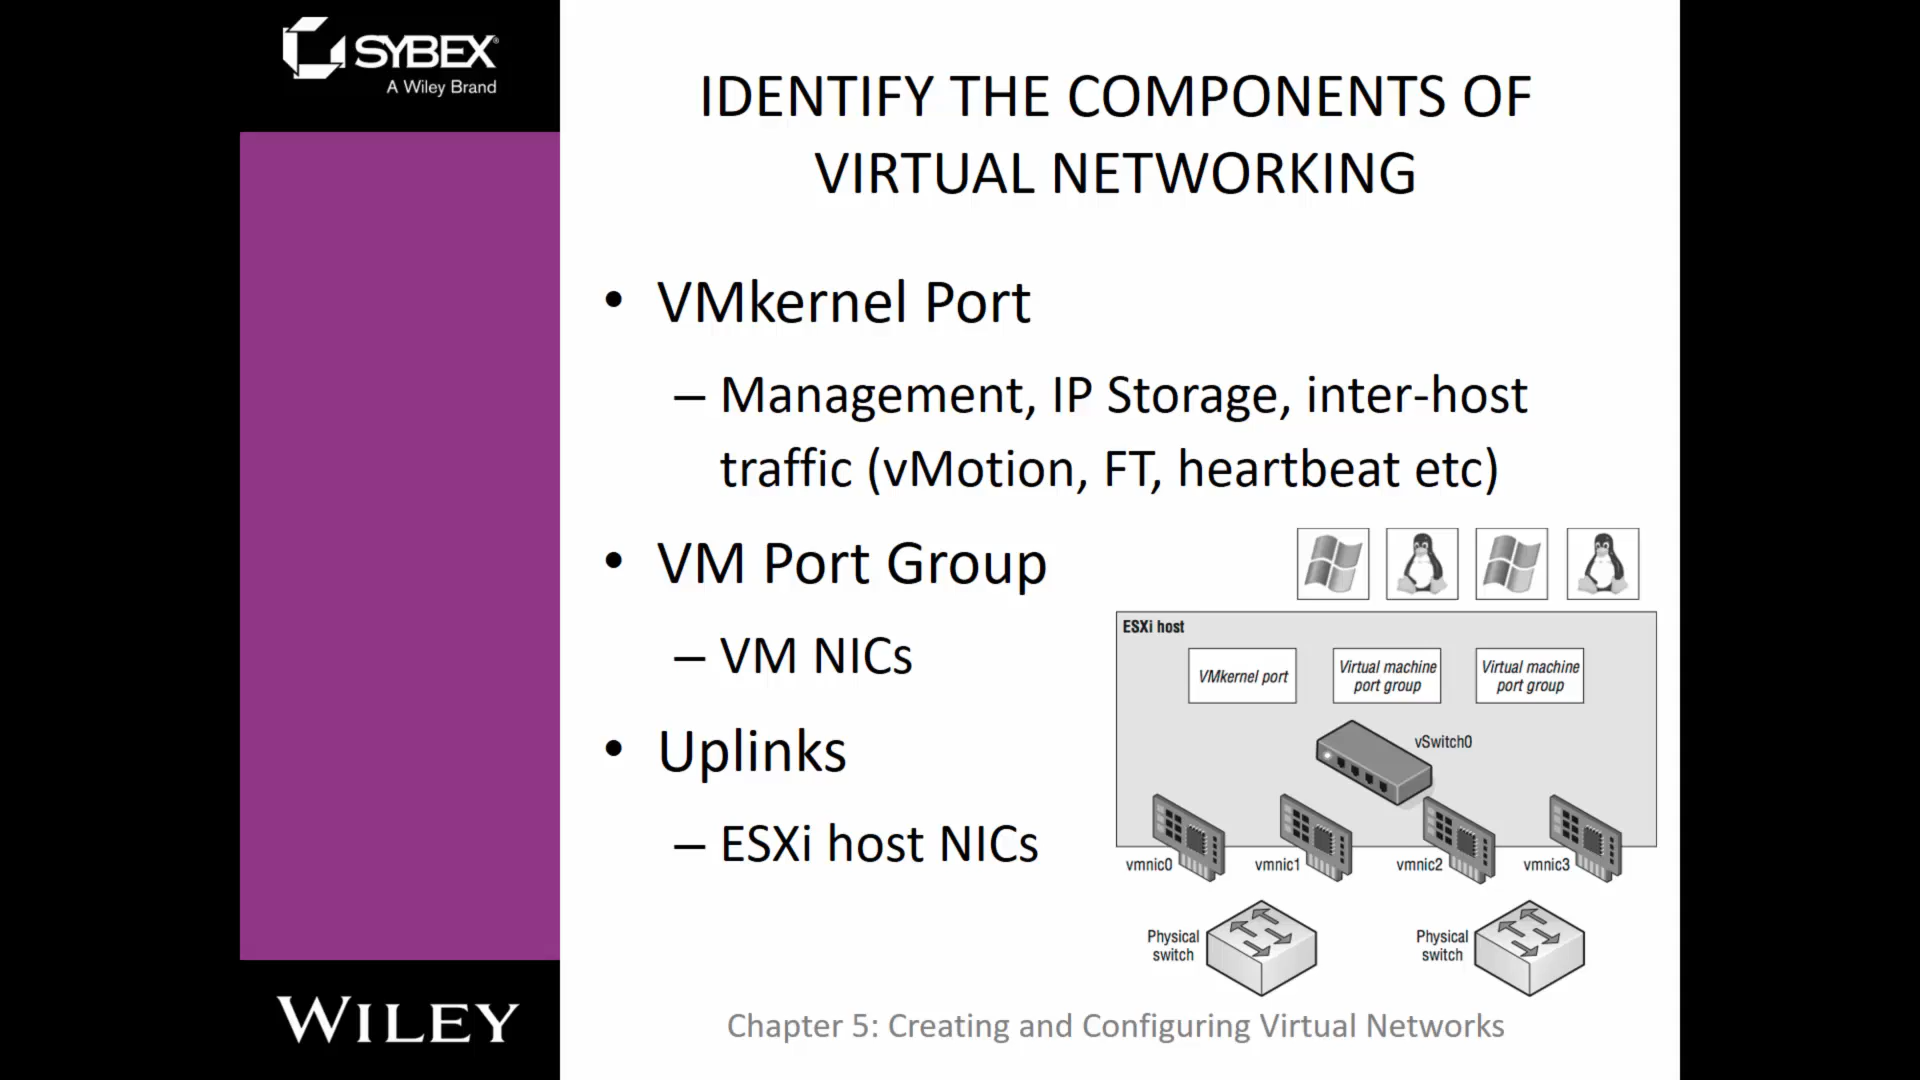 SYBEX®
A Wiley Brand
IDENTIFY THE COMPONENTS OF
VIRTUAL NETWORKING
• VMkernel Port
– Management, IP Storage, inter-host
traffic (vMotion, FT, heartbeat etc)
• VM Port Group
– VM NICs
• Uplinks
– ESXi host NICs
ESXi host
VMkernel port
Virtual machine
port group
Virtual machine
port group
vSwitch0
vmnic0
vmnic1
vmnic2
vmnic3
Physical
switch
Physical
switch
WILEY
Chapter 5: Creating and Configuring Virtual Networks